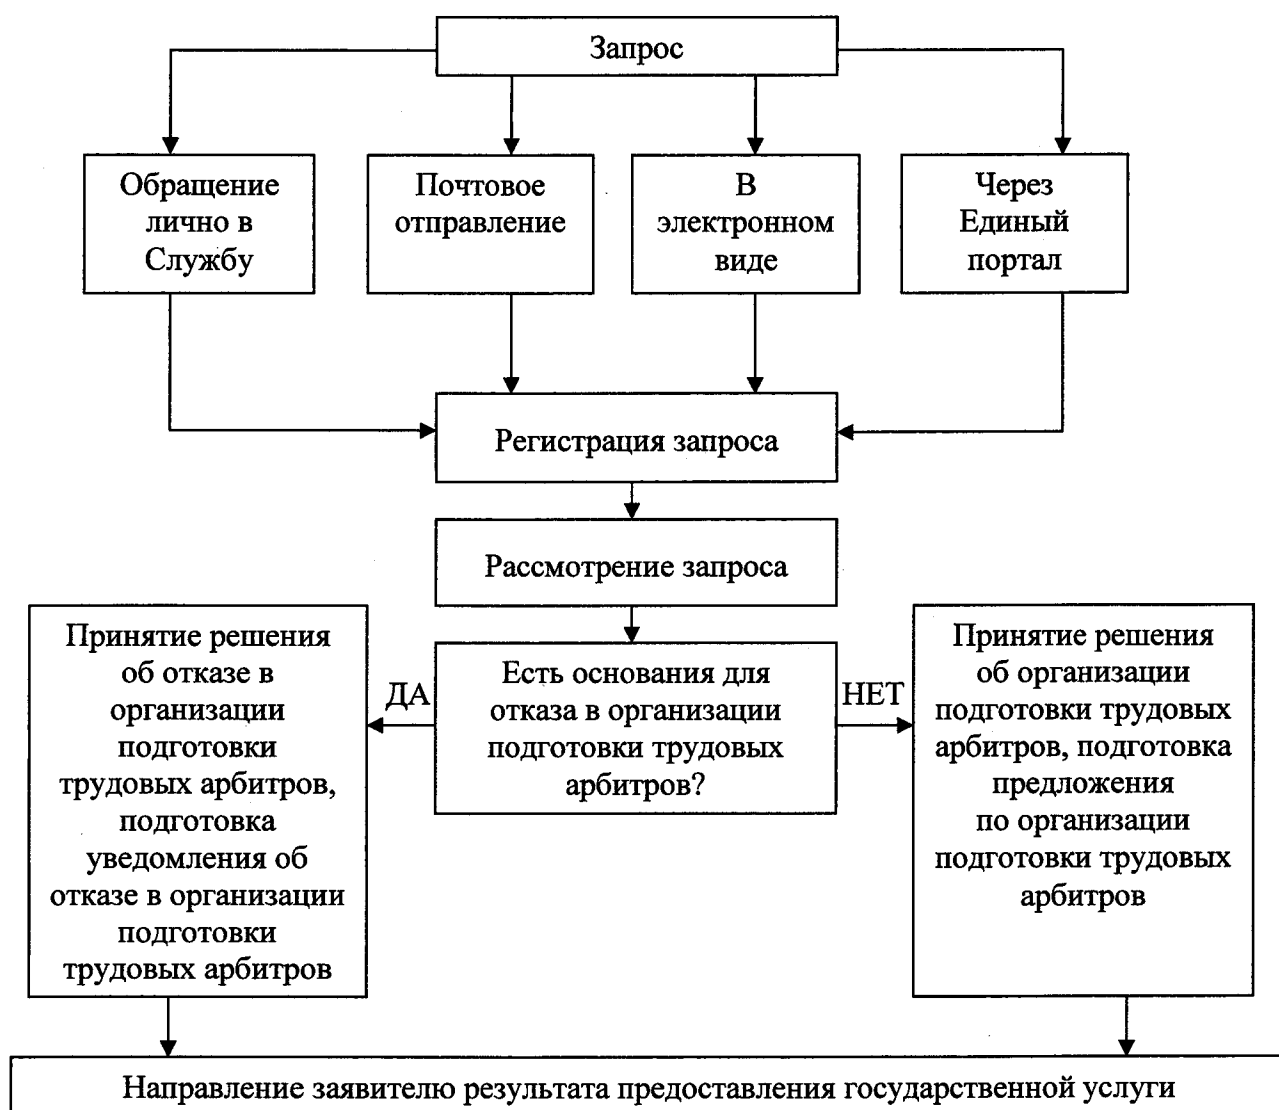 Запрос
Обращение
лично в
Службу
Почтовое
отправление
В
электронном
виде
Через
Единый
портал
Регистрация запроса
Рассмотрение запроса
Принятие решения
об отказе в
организации
подготовки
трудовых арбитров,
подготовка
уведомления об
отказе в организации
подготовки
трудовых арбитров
ДА
Есть основания для
отказа в организации
подготовки трудовых
арбитров?
НЕТ
Принятие решения
об организации
подготовки трудовых
арбитров, подготовка
предложения
по организации
подготовки трудовых
арбитров
Направление заявителю результата предоставления государственной услуги